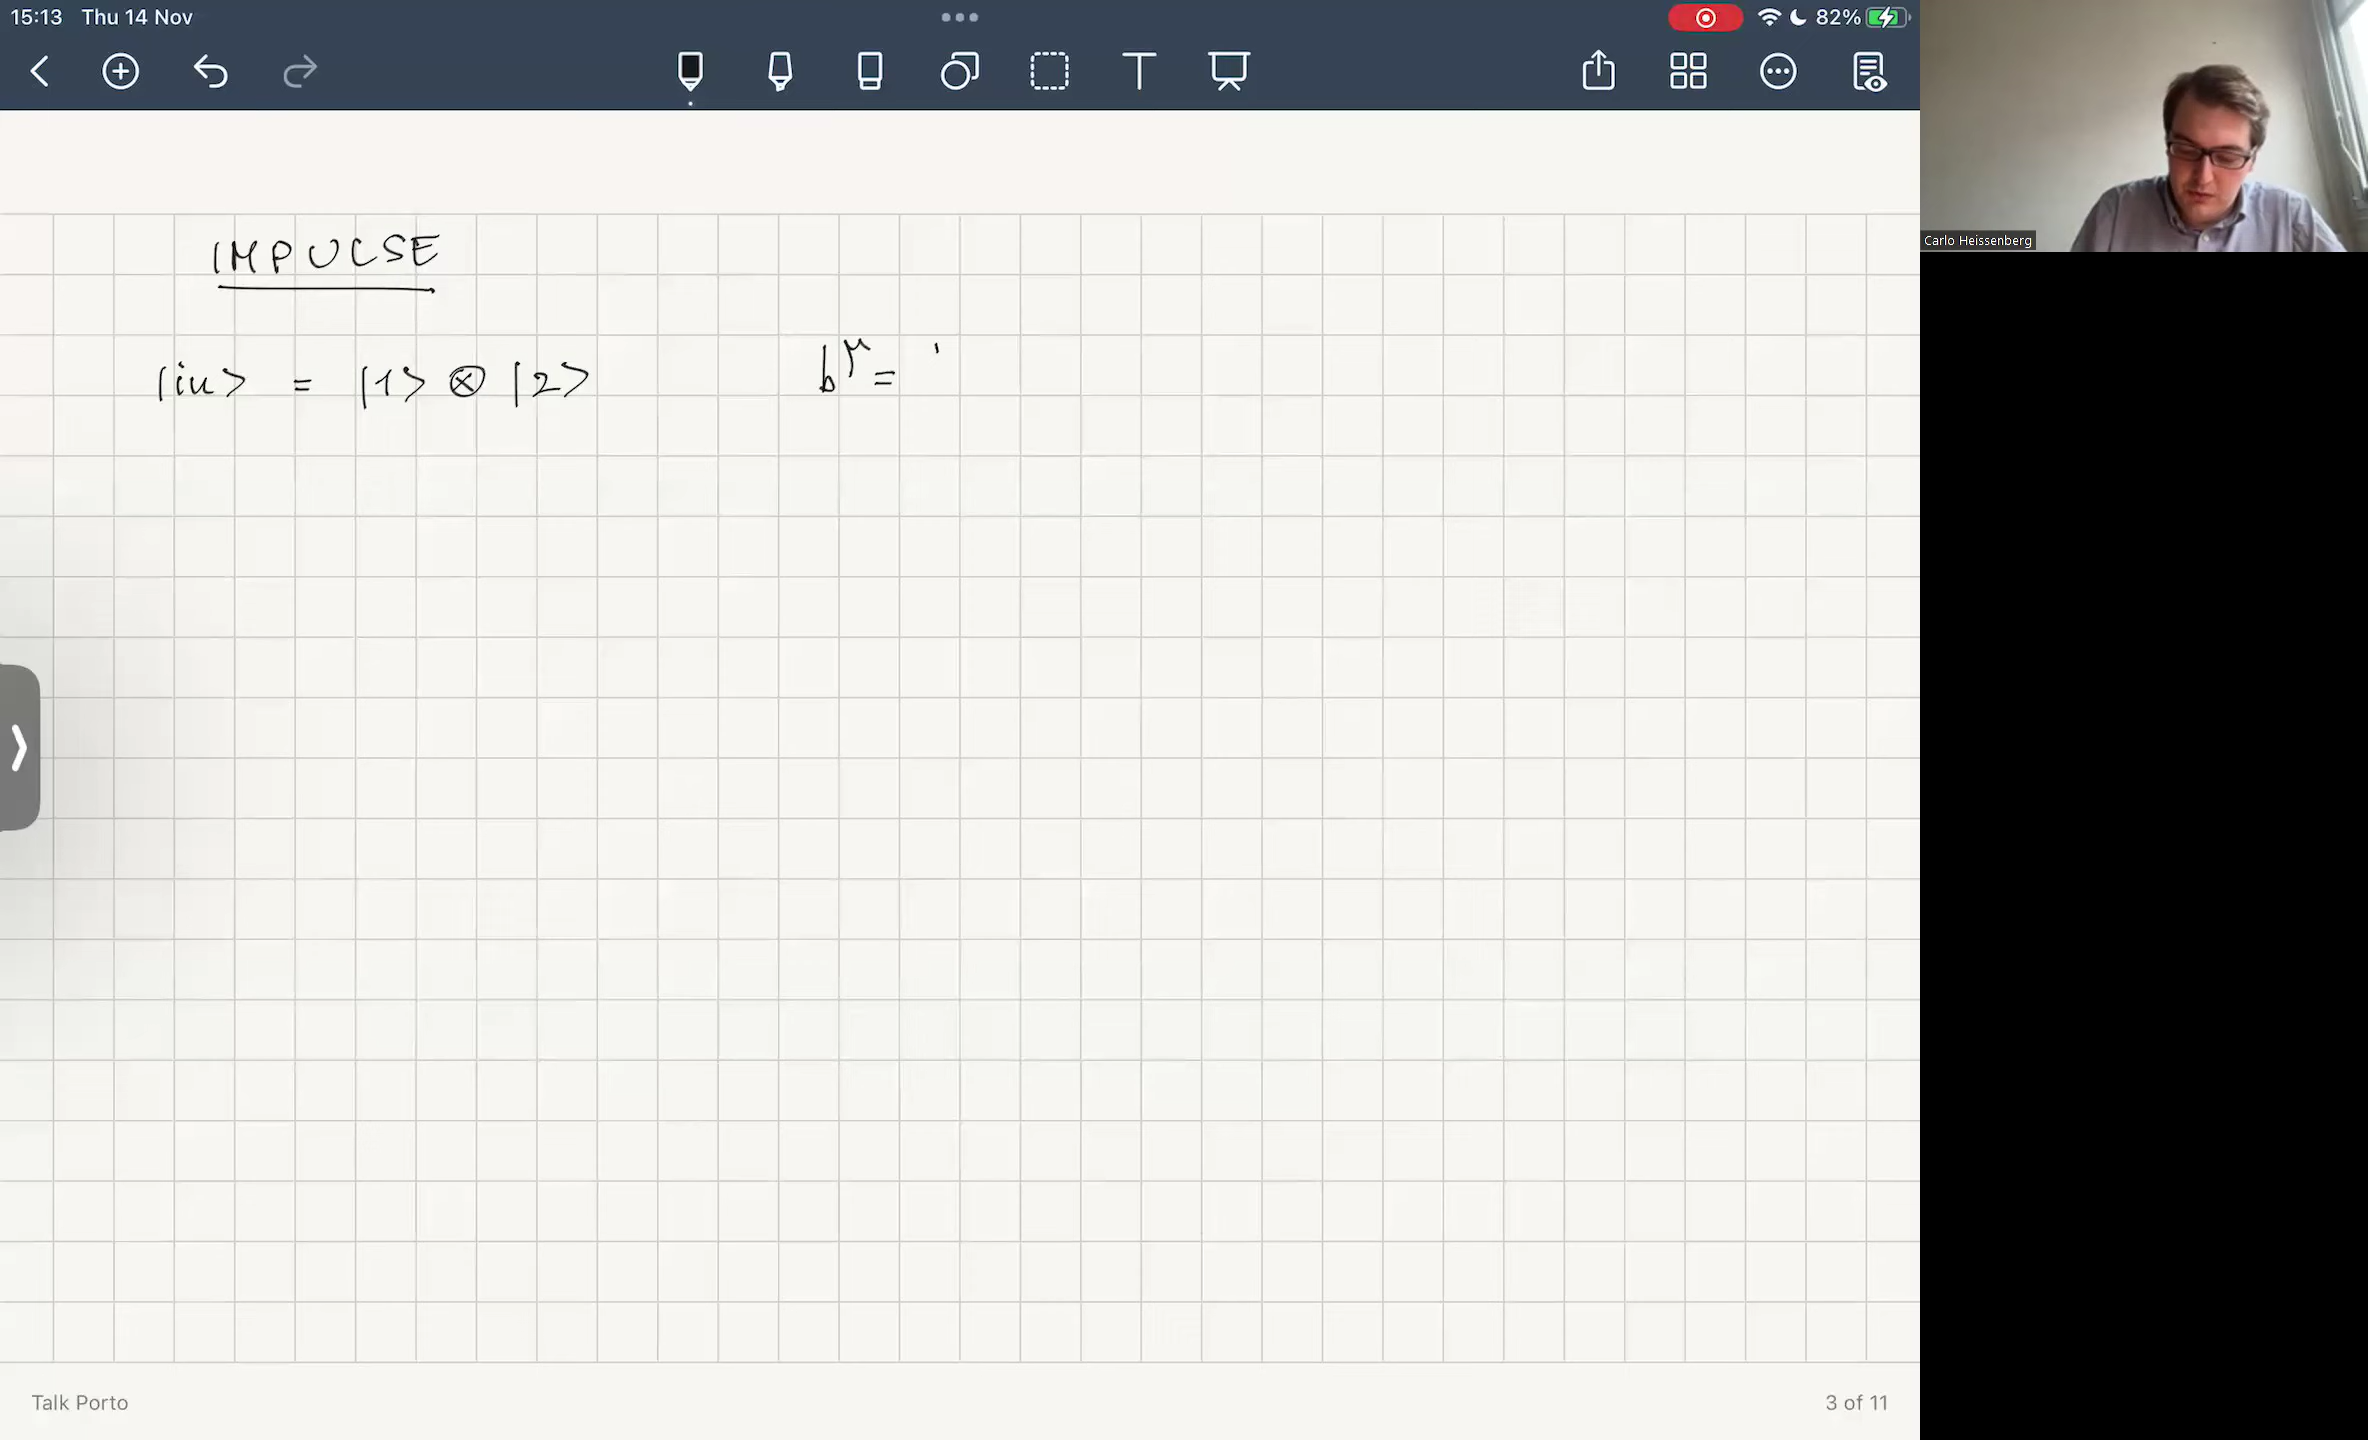 15:13 Thu 14 Nov 82%
Carlo Heissenberg
IMPULSE
|in> = |1> ⊗ |2> b^μ =
Talk Porto 3 of 11